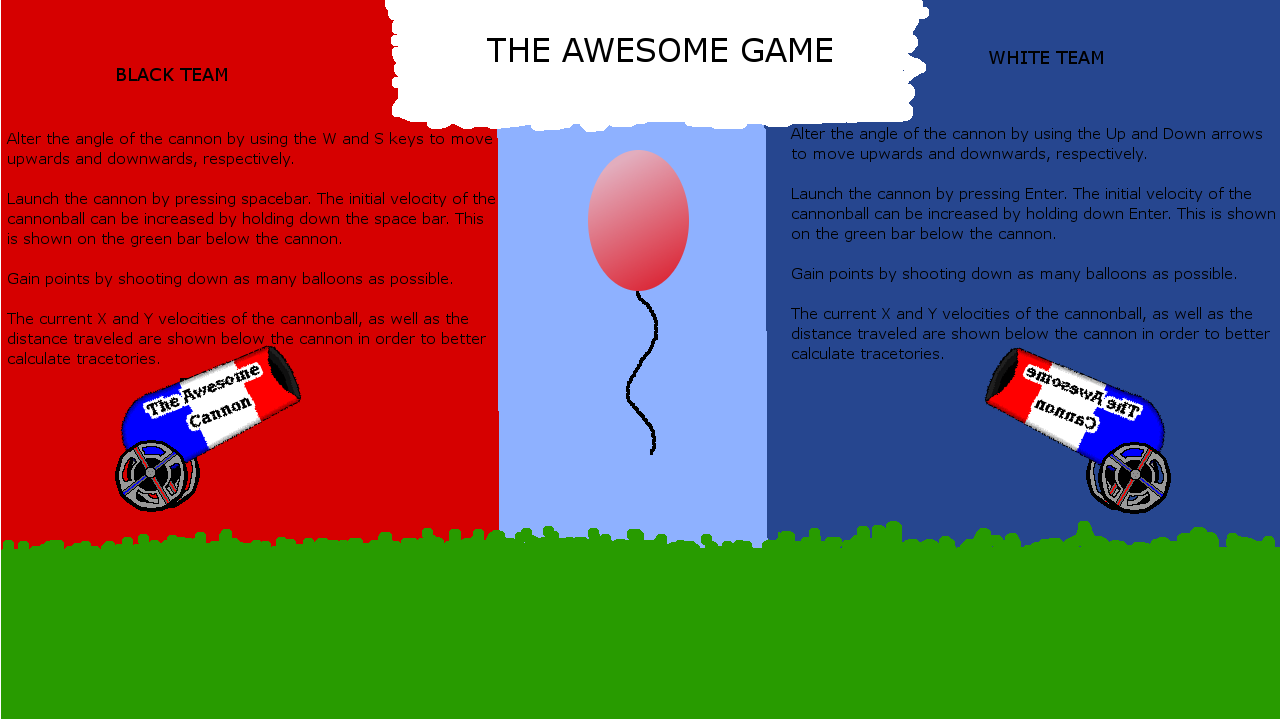 THE AWESOME GAME
BLACK TEAM
Alter the angle of the cannon by using the W and S keys to move
upwards and downwards, respectively.
Launch the cannon by pressing spacebar. The initial velocity of the
cannonball can be increased by holding down the space bar. This
is shown on the green bar below the cannon.
Gain points by shooting down as many balloons as possible.
The current X and Y velocities of the cannonball, as well as the
distance traveled are shown below the cannon in order to better
calculate tracetories.
The Awesome
Cannon
WHITE TEAM
Alter the angle of the cannon by using the Up and Down arrows
to move upwards and downwards, respectively.
Launch the cannon by pressing Enter. The initial velocity of the
cannonball can be increased by holding down Enter. This is shown
on the green bar below the cannon.
Gain points by shooting down as many balloons as possible.
The current X and Y velocities of the cannonball, as well as the
distance traveled are shown below the cannon in order to better
calculate tracetories.
The Awesome
Cannon